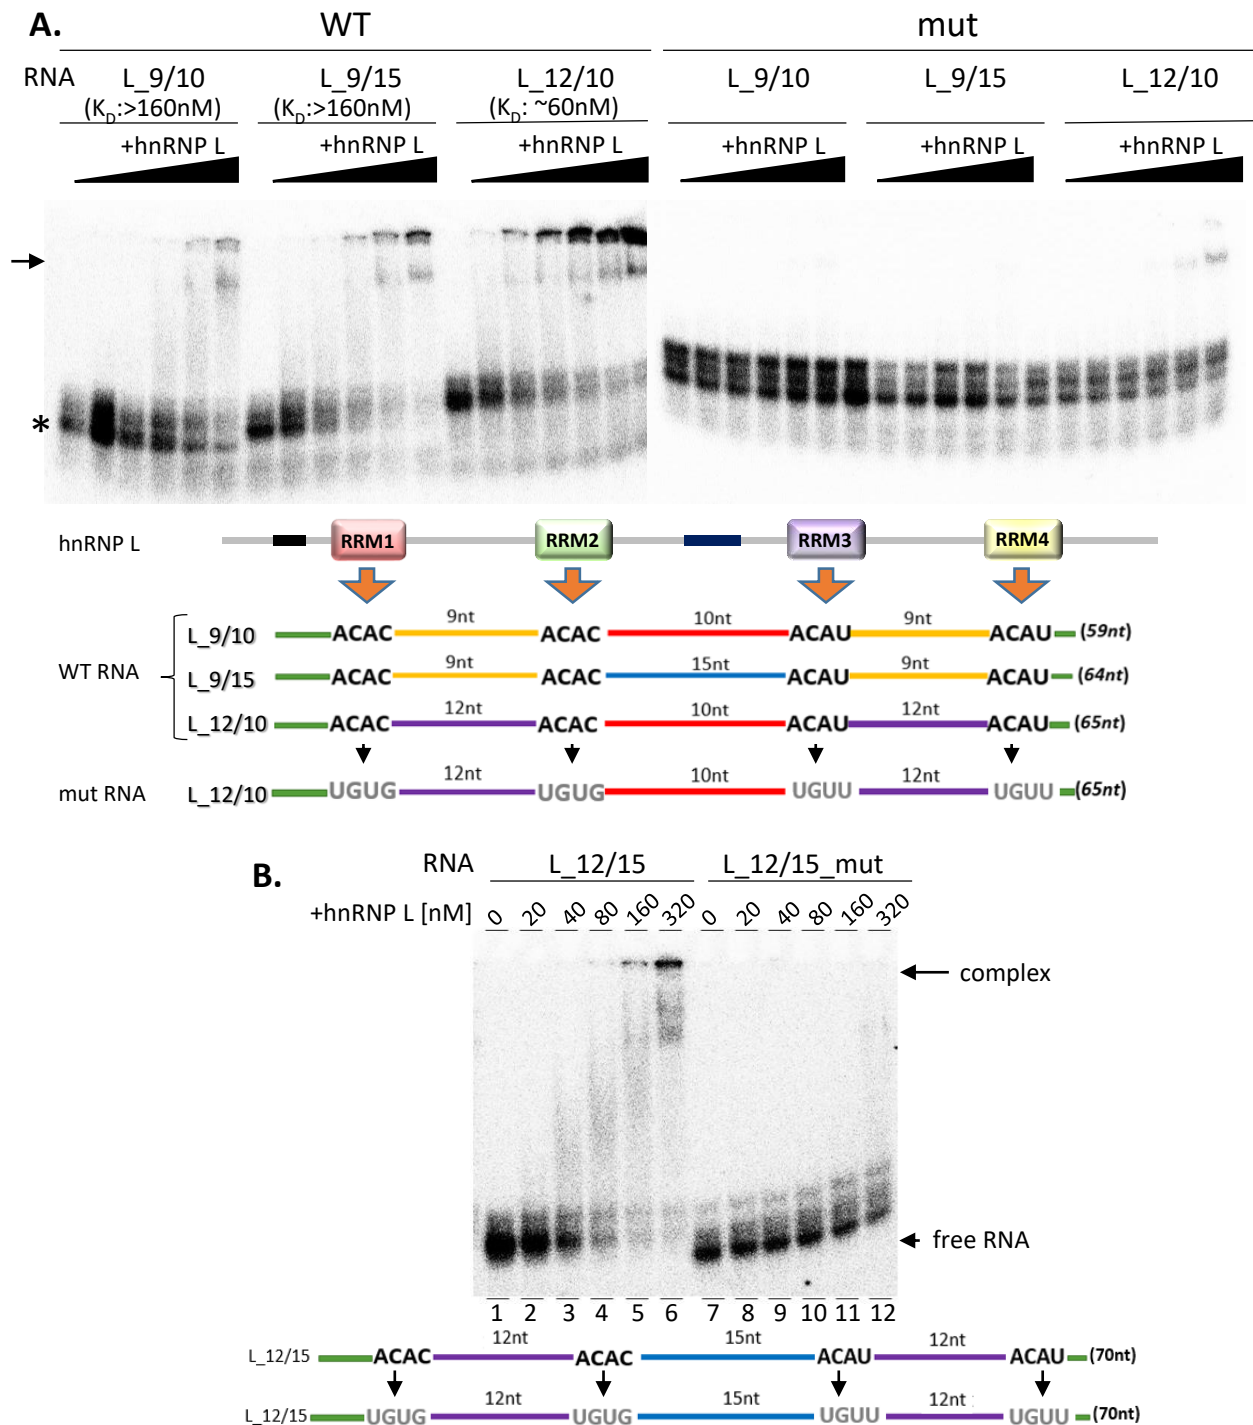 A.
WT mut
RNA L_9/10 L_9/15 L_12/10 L_9/10 L_9/15 L_12/10
(KD:>160nM) (KD:>160nM) (KD: ~60nM)
+hnRNP L +hnRNP L +hnRNP L +hnRNP L +hnRNP L +hnRNP L
*
hnRNP L RRM1 RRM2 RRM3 RRM4
9nt 10nt 9nt
L_9/10 ACAC ACAC ACAU ACAU (59nt)
9nt 15nt 9nt
WT RNA L_9/15 ACAC ACAC ACAU ACAU (64nt)
12nt 10nt 12nt
L_12/10 ACAC ACAC ACAU ACAU (65nt)
12nt 10nt 12nt
mut RNA L_12/10 UGUG UGUG UGUU UGUU (65nt)
B.
RNA L_12/15 L_12/15_mut
+hnRNP L [nM] 0 20 40 80 160 320 0 20 40 80 160 320
complex
free RNA
1 2 3 4 5 6 7 8 9 10 11 12
12nt 15nt 12nt
L_12/15 ACAC ACAC ACAU ACAU (70nt)
12nt 15nt 12nt
L_12/15 UGUG UGUG UGUU UGUU (70nt)